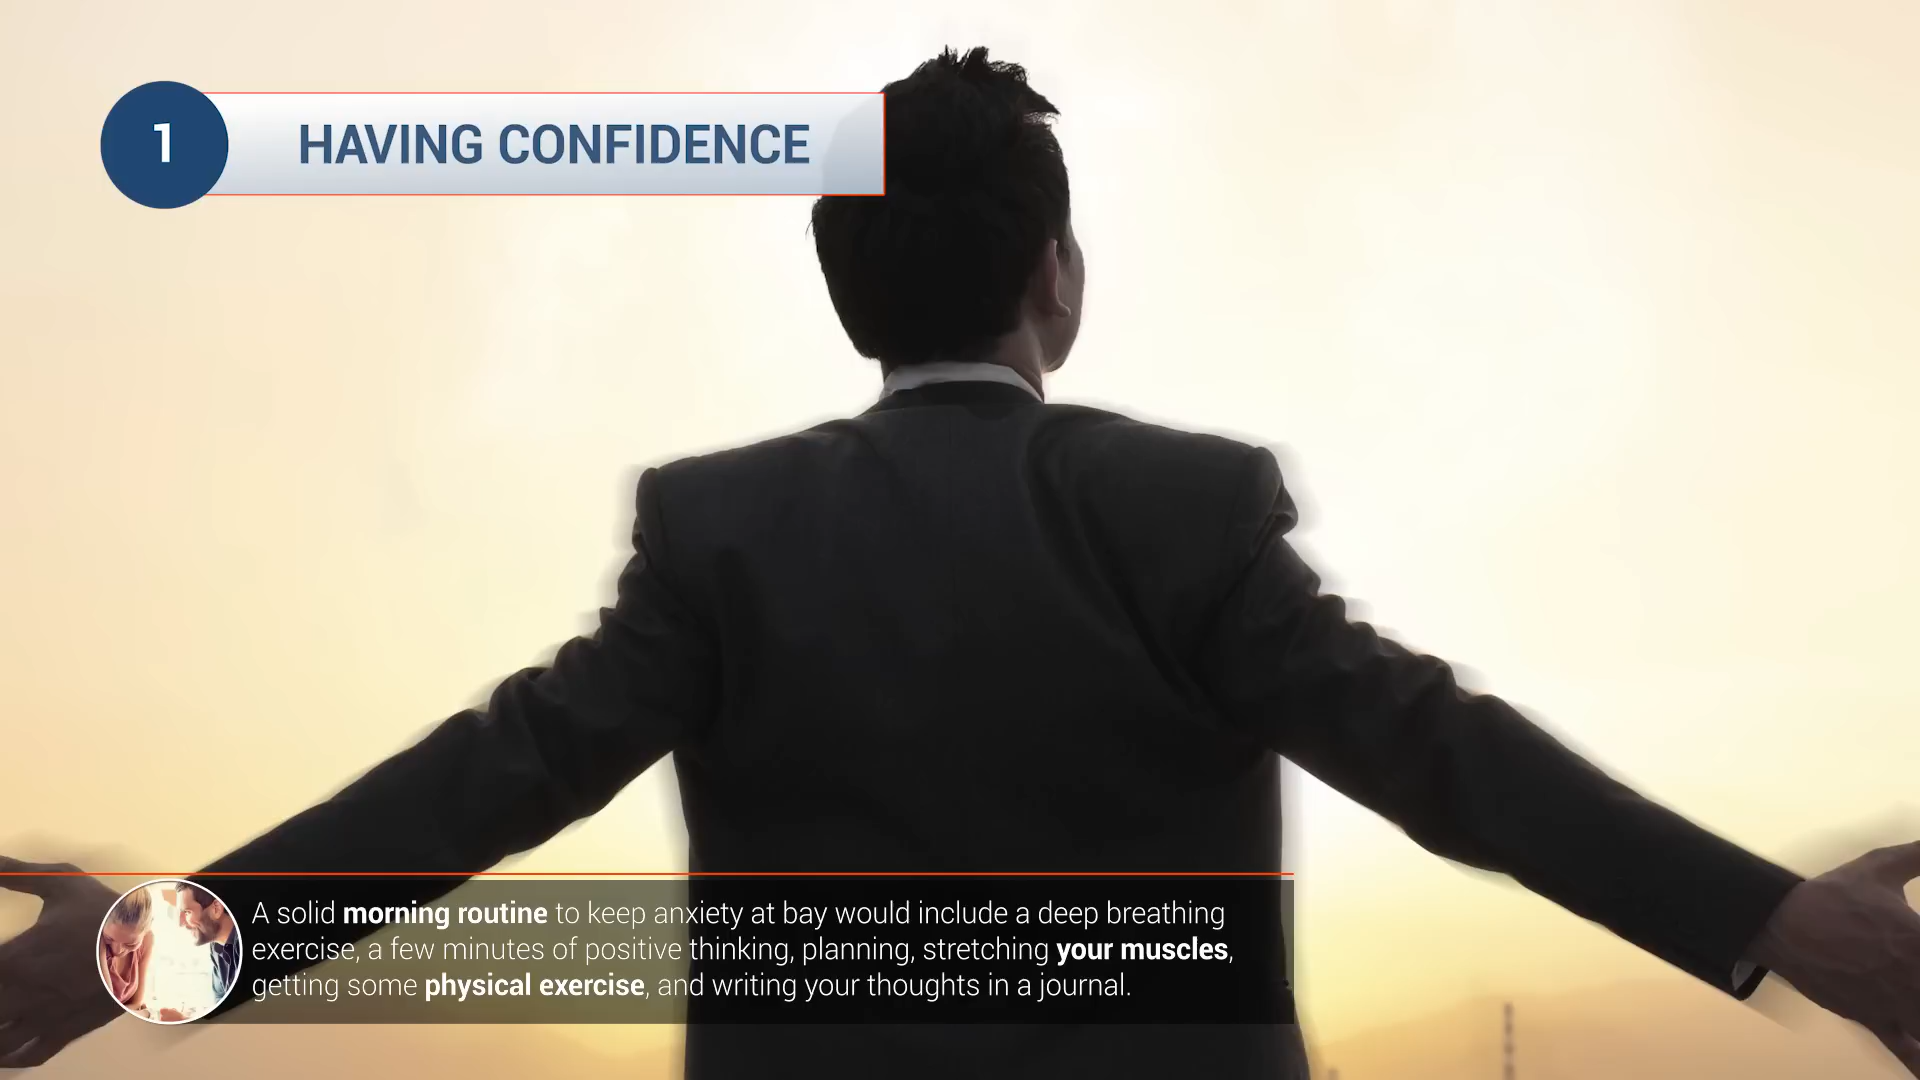 1
HAVING CONFIDENCE
A solid morning routine to keep anxiety at bay would include a deep breathing
exercise, a few minutes of positive thinking, planning, stretching your muscles,
getting some physical exercise, and writing your thoughts in a journal.